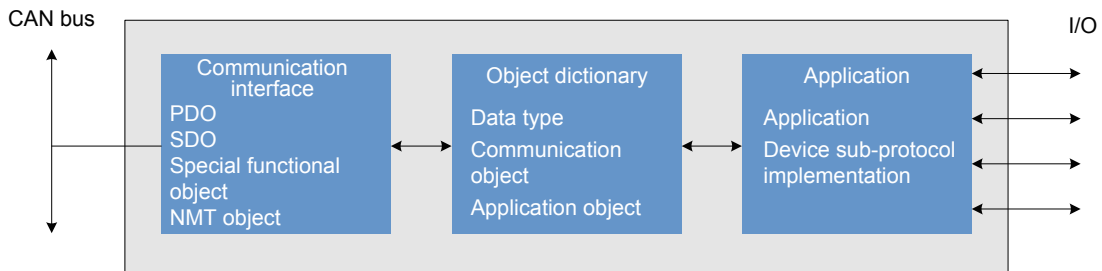 CAN bus
I/O
Communication
interface
PDO
SDO
Special functional
object
NMT object
Object dictionary
Data type
Communication
object
Application object
Application
Application
Device sub-protocol
implementation